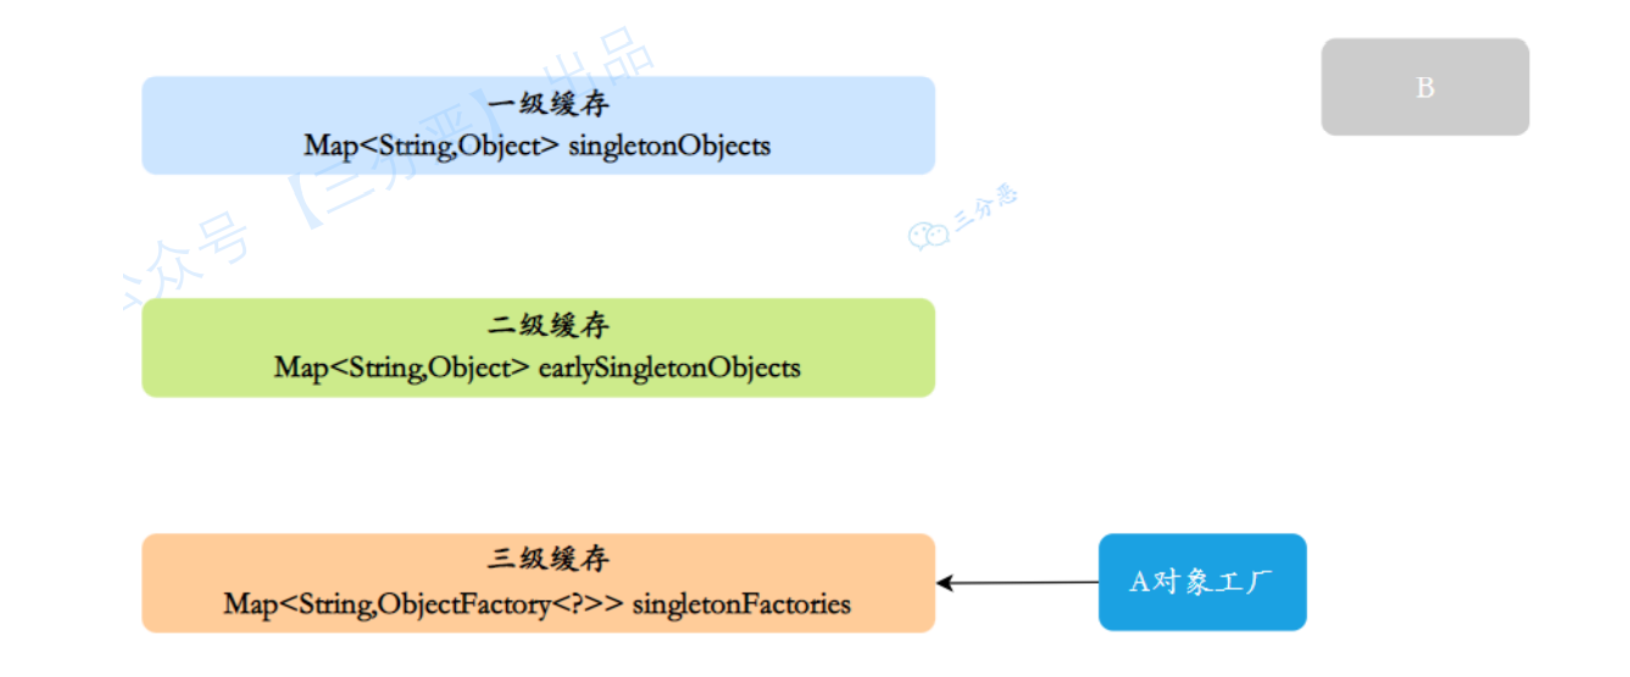 一级缓存
Map<String,Object> singletonObjects
B
公众号【三分恶】出品
三分恶
二级缓存
Map<String,Object> earlySingletonObjects
三级缓存
Map<String,ObjectFactory<?>> singletonFactories
A对象工厂